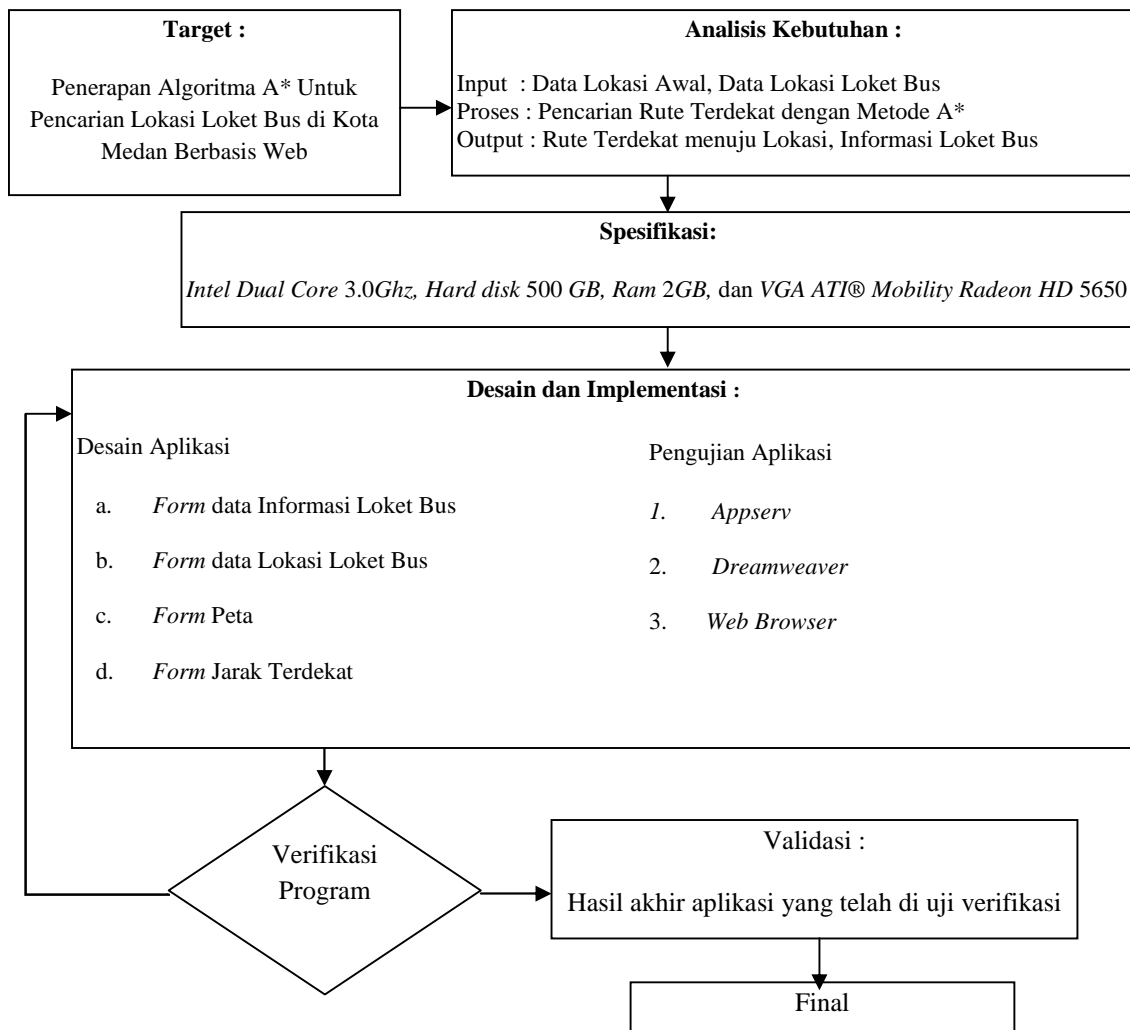 Target :
Penerapan Algoritma A* Untuk
Pencarian Lokasi Loket Bus di Kota
Medan Berbasis Web
Analisis Kebutuhan :
Input : Data Lokasi Awal, Data Lokasi Loket Bus
Proses : Pencarian Rute Terdekat dengan Metode A*
Output : Rute Terdekat menuju Lokasi, Informasi Loket Bus
Spesifikasi:
Intel Dual Core 3.0Ghz, Hard disk 500 GB, Ram 2GB, dan VGA ATI® Mobility Radeon HD 5650
Desain dan Implementasi :
Desain Aplikasi
a. Form data Informasi Loket Bus
b. Form data Lokasi Loket Bus
c. Form Peta
d. Form Jarak Terdekat
Pengujian Aplikasi
1. Appserv
2. Dreamweaver
3. Web Browser
Verifikasi
Program
Validasi :
Hasil akhir aplikasi yang telah di uji verifikasi
Final